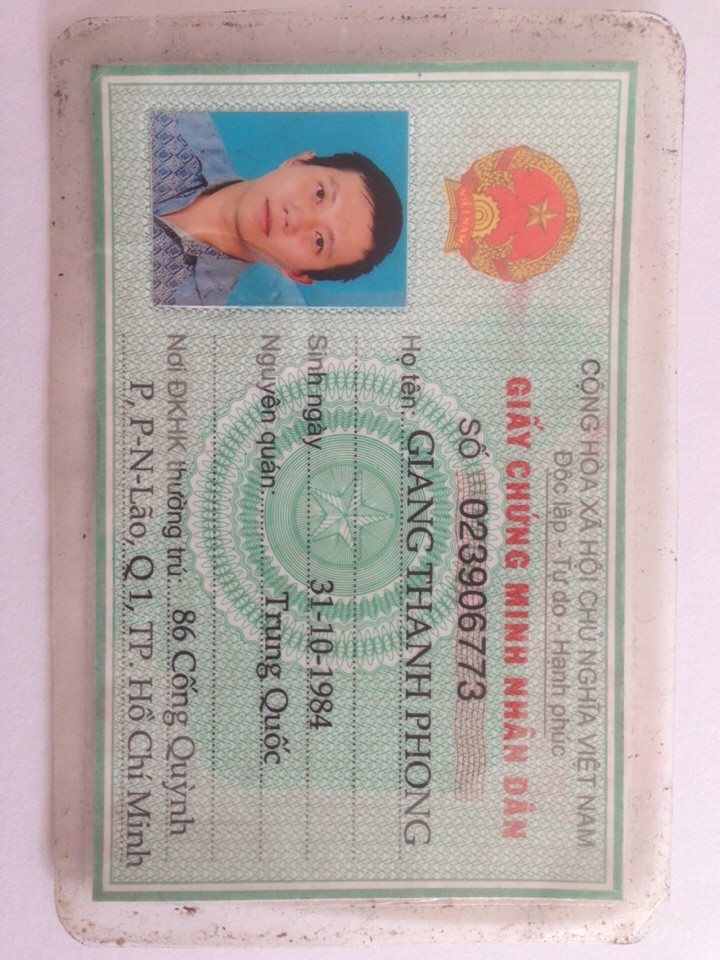 CỘNG HÒA XÃ HỘI CHỦ NGHĨA VIỆT NAM
Độc lập - Tự do - Hạnh phúc
GIẤY CHỨNG MINH NHÂN DÂN
SỐ 023906773
Họ tên: GIANG THANH PHONG
Sinh ngày 31-10-1984
Nguyên quán: Trung Quốc
Nơi ĐKHK thường trú: 86 Cống Quỳnh
P, P-N-Lão, Q1, TP. Hồ Chí Minh
VIỆT NAM